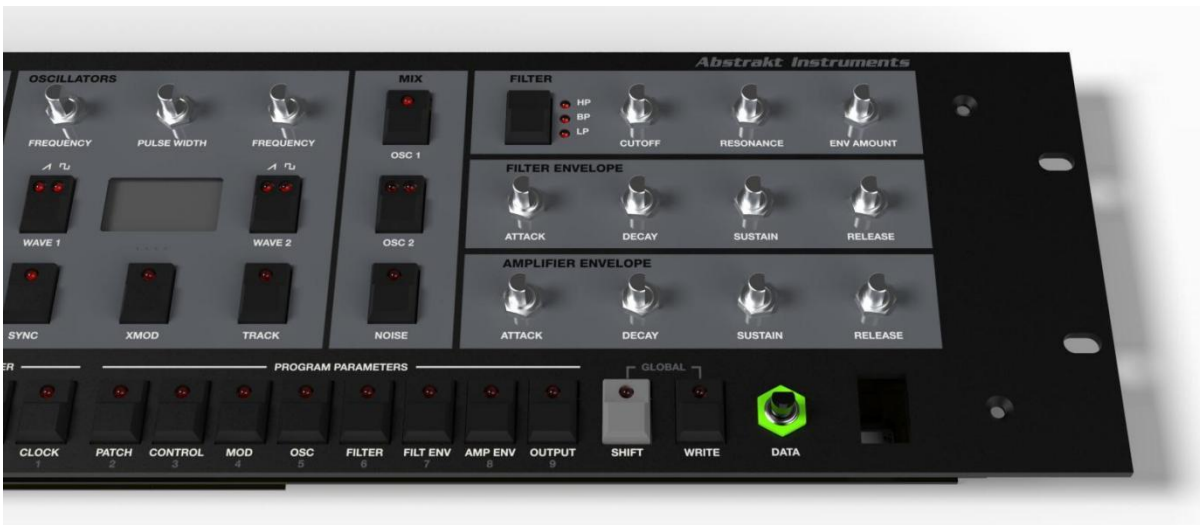 Abstrakt Instruments
OSCILLATORS
MIX
FILTER
HP
BP
LP
FREQUENCY
PULSE WIDTH
FREQUENCY
OSC 1
CUTOFF
RESONANCE
ENV AMOUNT
FILTER ENVELOPE
WAVE 1
WAVE 2
OSC 2
ATTACK
DECAY
SUSTAIN
RELEASE
AMPLIFIER ENVELOPE
SYNC
XMOD
TRACK
NOISE
ATTACK
DECAY
SUSTAIN
RELEASE
ER
PROGRAM PARAMETERS
GLOBAL
CLOCK
PATCH
CONTROL
MOD
OSC
FILTER
FILT ENV
AMP ENV
OUTPUT
SHIFT
WRITE
DATA
1
2
3
4
5
6
7
8
9